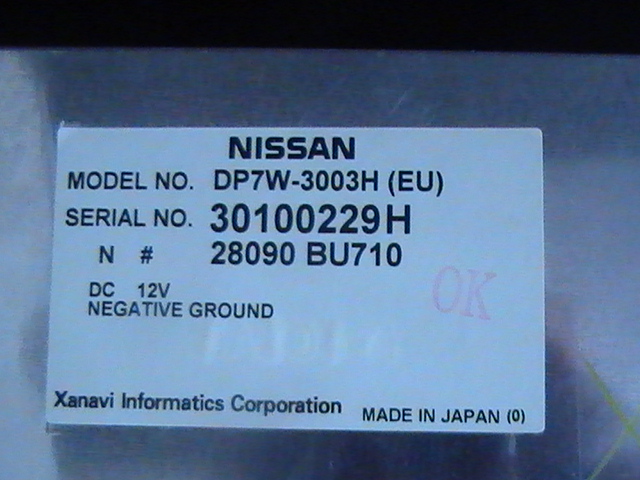 NISSAN
MODEL NO. DP7W-3003H (EU)
SERIAL NO. 30100229H
N # 28090 BU710
DC 12V
NEGATIVE GROUND
OK
Xanavi Informatics Corporation
MADE IN JAPAN (0)